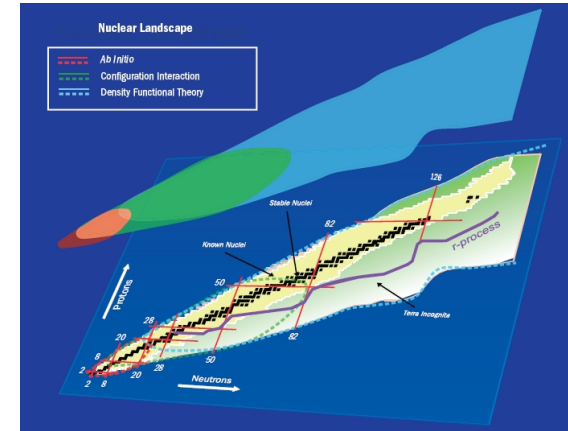 Nuclear Landscape
Ab Initio
Configuration Interaction
Density Functional Theory
126
Stable Nuclei
82
Known Nuclei
r-process
50
Terra Incognita
Protons
28
20
82
50
8
28
2
20
2 8
Neutrons